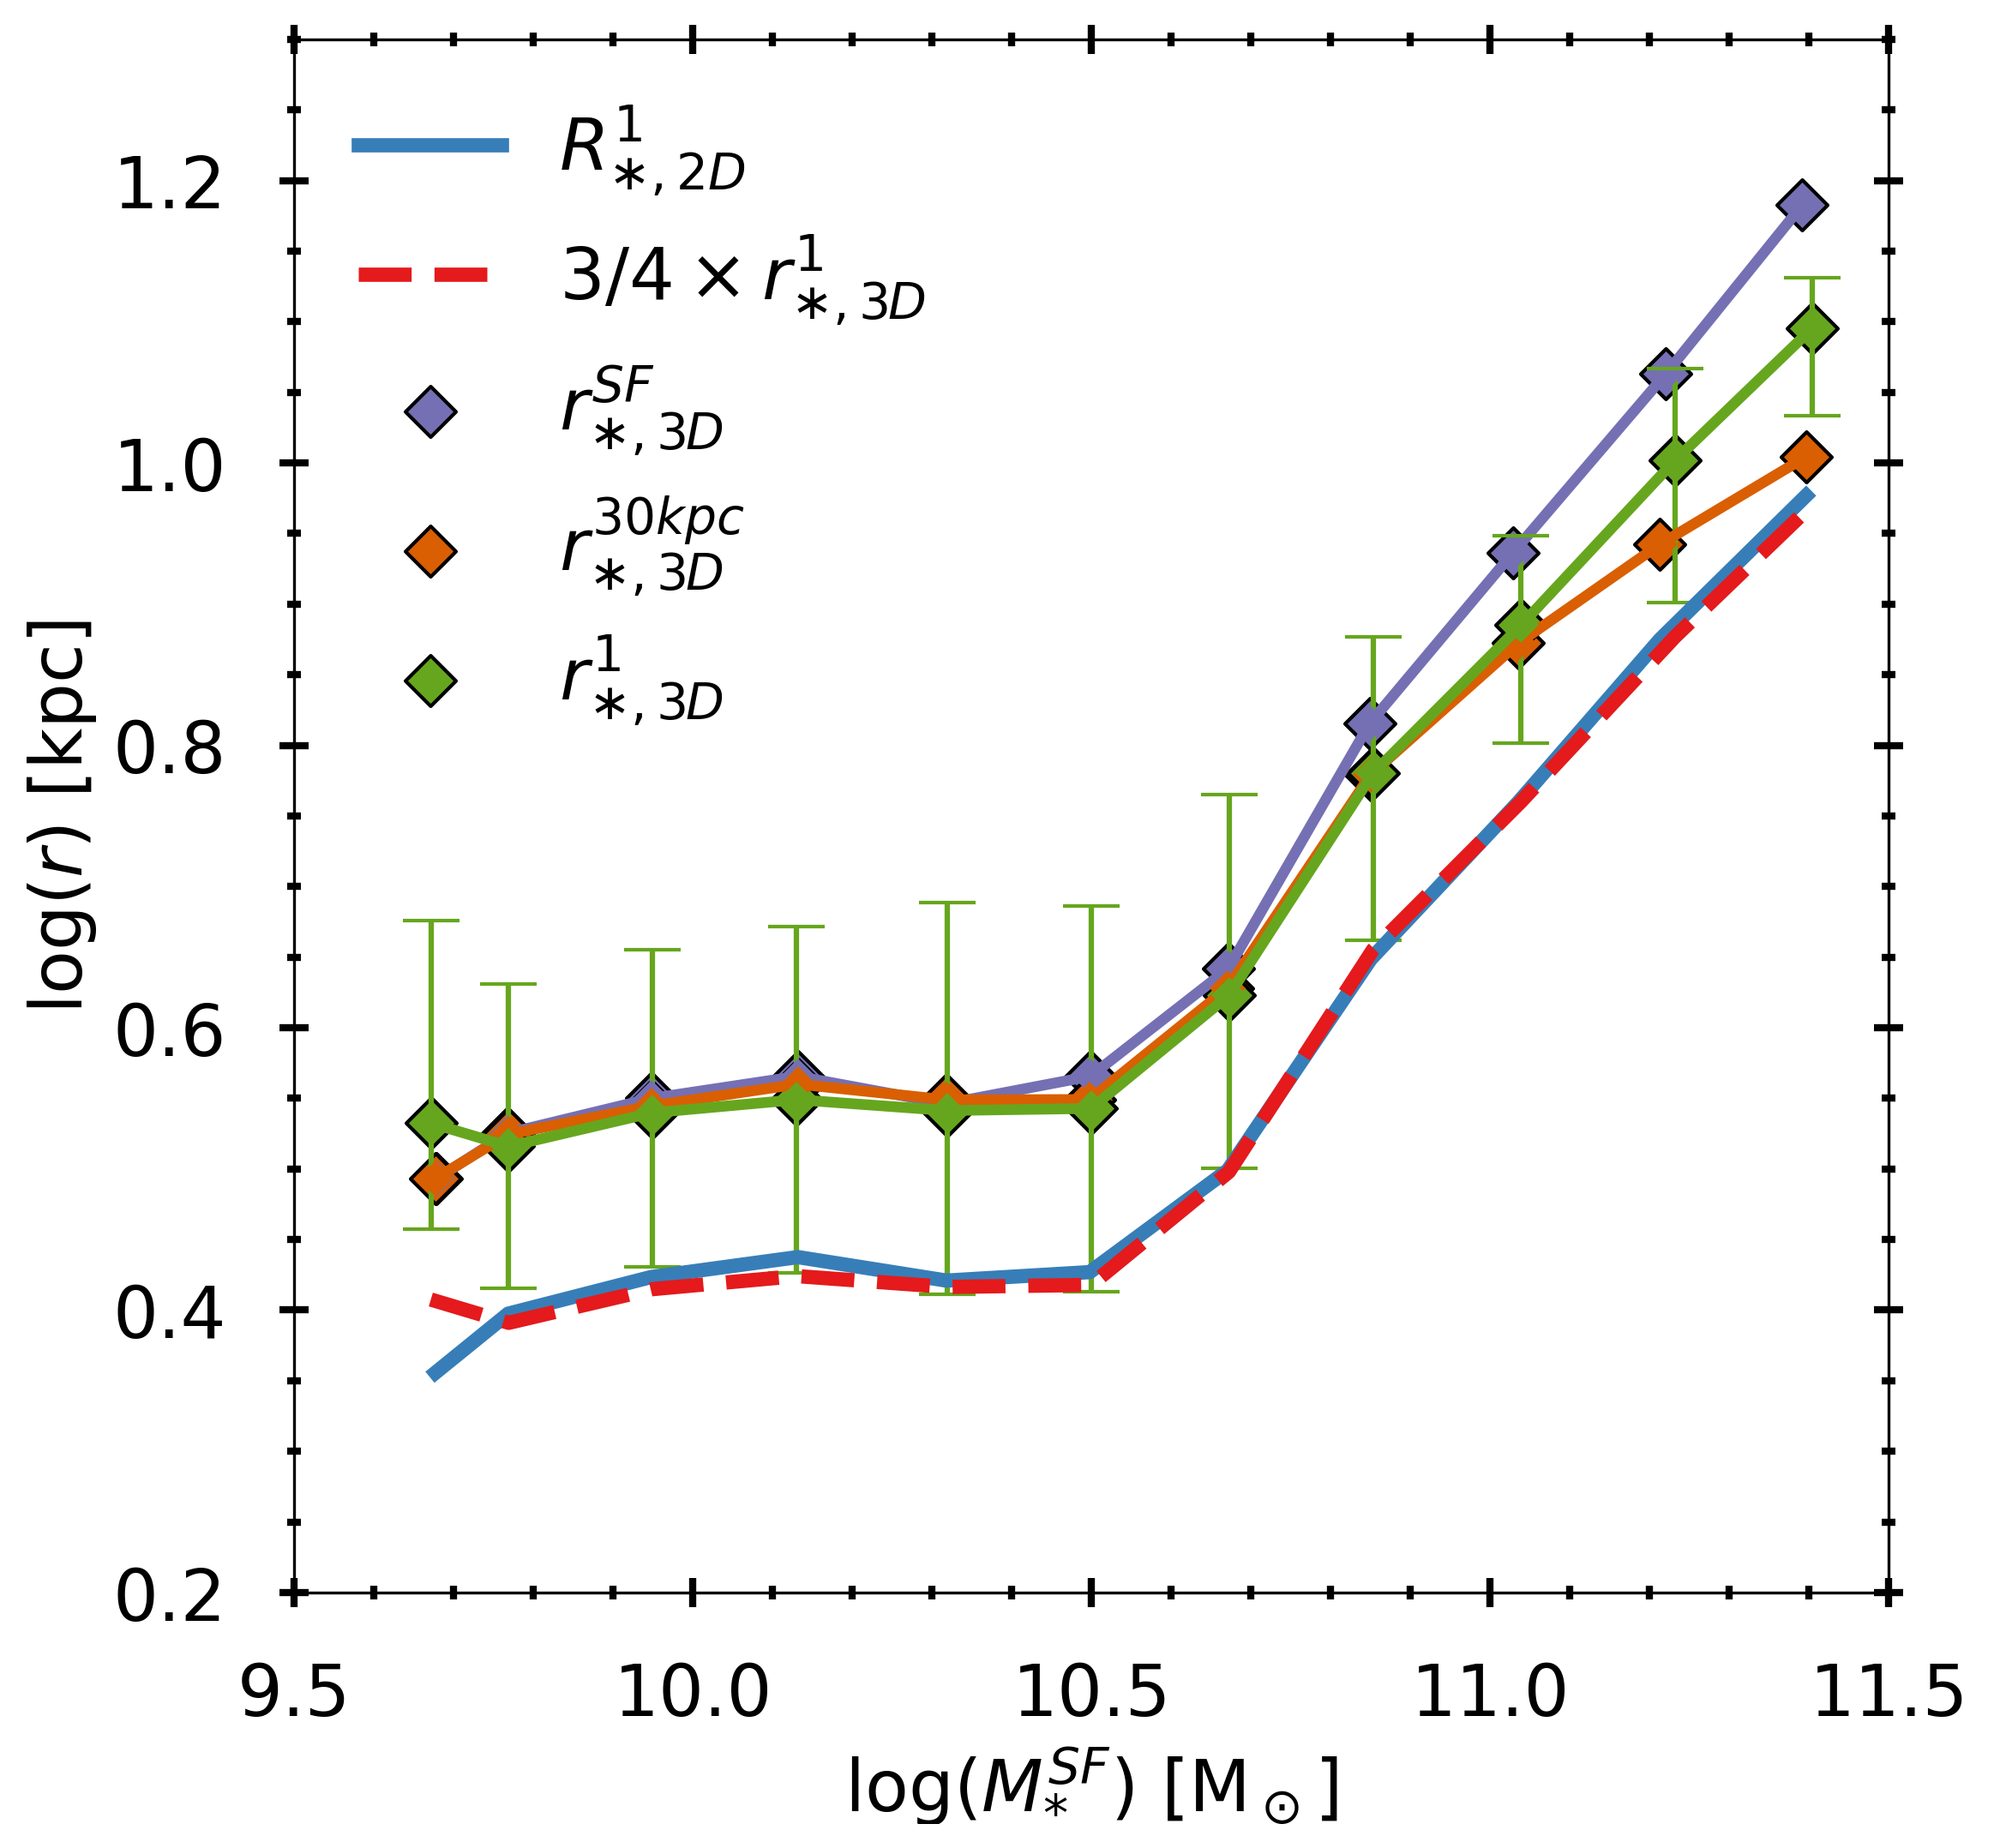 R^1_{*, 2D}
3/4 × r^1_{*, 3D}
r^{SF}_{*, 3D}
r^{30kpc}_{*, 3D}
r^1_{*, 3D}
log(r) [kpc]
1.2
1.0
0.8
0.6
0.4
0.2
9.5 10.0 10.5 11.0 11.5
log(M^{SF}_*) [M_⊙]